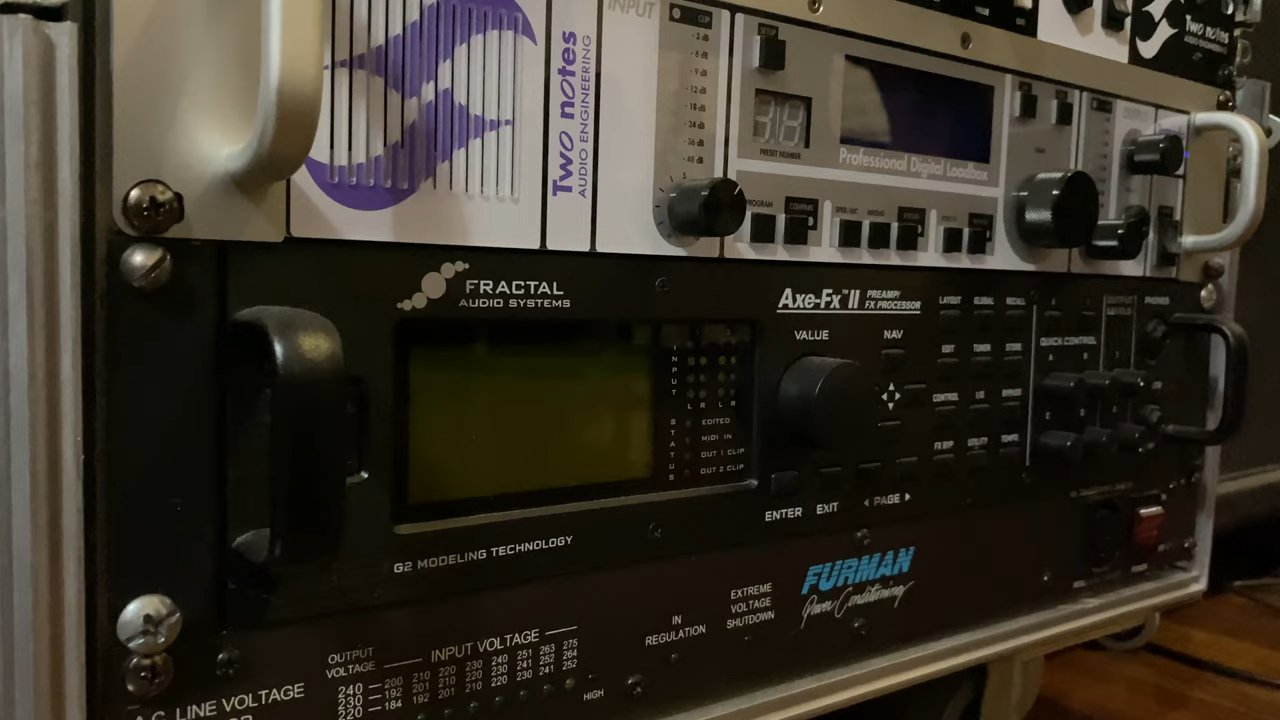 Two notes
AUDIO ENGINEERING
INPUT
CLIP
-3 dB
-6 dB
-9 dB
-12 dB
-18 dB
-24 dB
-36 dB
-48 dB
SETUP
PRESET NUMBER
Professional Digital Loadbox
PROGRAM
COMPARE
VALUE
Two notes
AUDIO ENGINEERING
FRACTAL
AUDIO SYSTEMS
Axe-Fx™ II
PREAMP/
FX PROCESSOR
INPUT
L R L R
STATUS
EDITED
MIDI IN
OUT 1 CLIP
OUT 2 CLIP
VALUE
NAV
ENTER
EXIT
PAGE
LAYOUT GLOBAL RECALL
EDIT TUNER STORE
CONTROL I/O BYPASS
FX BYP UTILITY TEMPO
QUICK CONTROL
A B
OUTPUT
LEVELS
PHONES
G2 MODELING TECHNOLOGY
FURMAN
Power Conditioning
EXTREME
VOLTAGE
SHUTDOWN
IN
REGULATION
OUTPUT
VOLTAGE
INPUT VOLTAGE
240 200 210 220 230 240 251 263 275
230 192 201 210 220 230 241 252 264
220 184 192 201 210 220 230 241 252
HIGH
A.C. LINE VOLTAGE